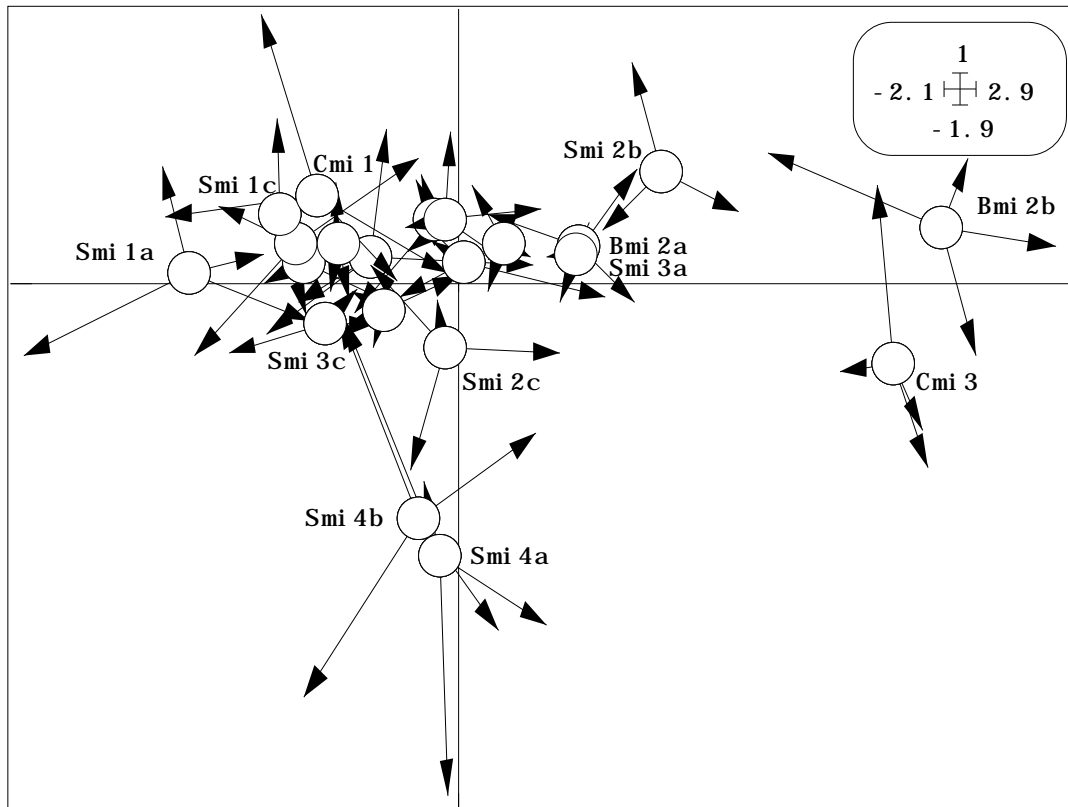 1
-2.1 2.9
-1.9
Smi 2b
Cmi 1
Smi 1c
Bmi 2b
Smi 1a
Bmi 2a
Smi 3a
Smi 3c
Smi 2c
Cmi 3
Smi 4b
Smi 4a